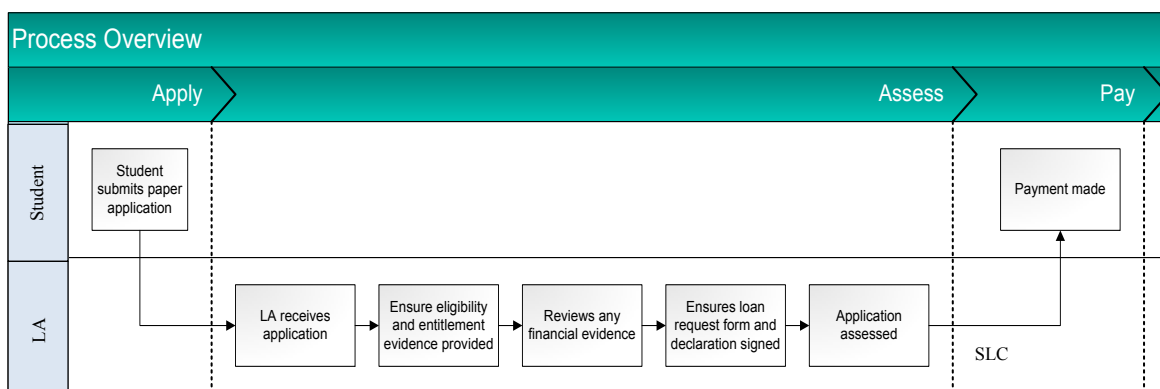 Process Overview
Apply
Assess
Pay
Student
Student
submits paper
application
Payment made
LA
LA receives
application
Ensure eligibility
and entitlement
evidence provided
Reviews any
financial evidence
Ensures loan
request form and
declaration signed
Application
assessed
SLC